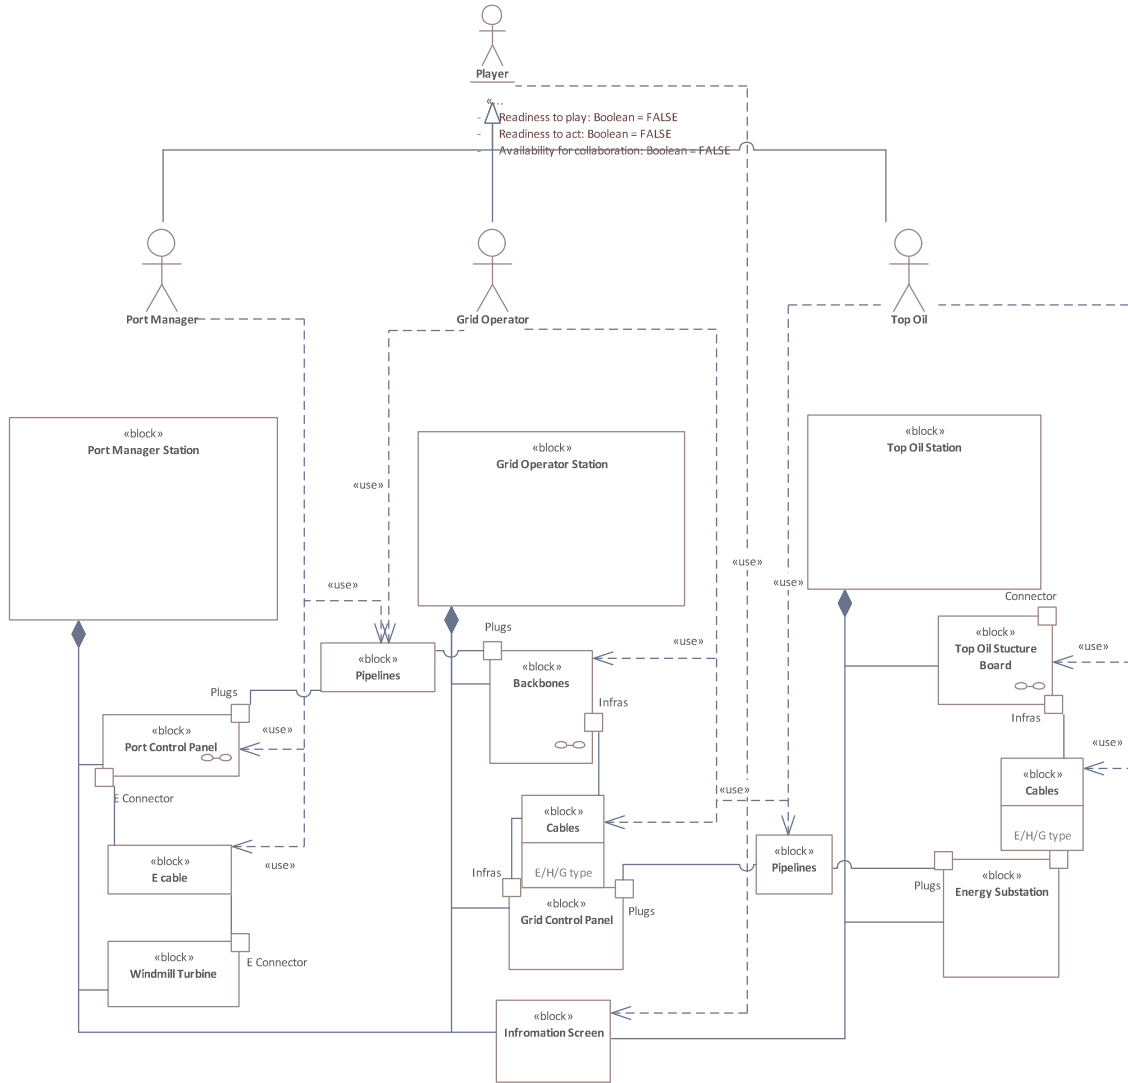 Player
«...
- Readiness to play: Boolean = FALSE
- Readiness to act: Boolean = FALSE
- Availability for collaboration: Boolean = FALSE
Port Manager
Grid Operator
Top Oil
«block»
Port Manager Station
«block»
Grid Operator Station
«block»
Top Oil Station
«use»
«use»
«use»
«use»
Connector
«block»
Pipelines
Plugs
«block»
Backbones
«use»
«block»
Top Oil Stucture
Board
«use»
Plugs
Infras
Infras
«block»
Port Control Panel
«use»
«use»
E Connector
«use»
«block»
Cables
E/H/G type
«block»
Cables
E/H/G type
«block»
E cable
«use»
«block»
Pipelines
Infras
Plugs
«block»
Grid Control Panel
Plugs
«block»
Energy Substation
E Connector
«block»
Windmill Turbine
«block»
Infromation Screen